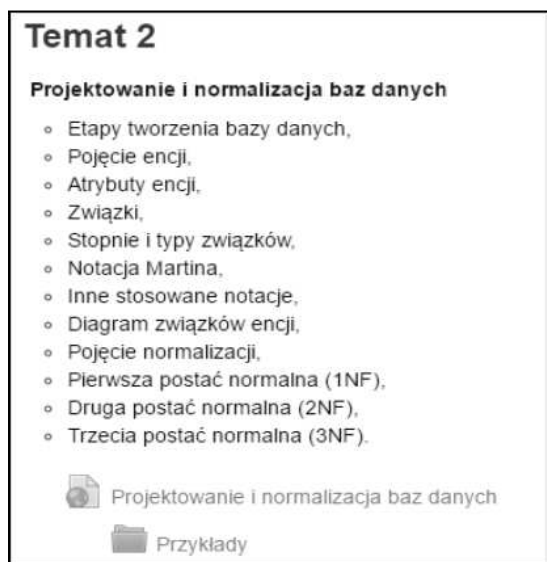 Temat 2
Projektowanie i normalizacja baz danych
Etapy tworzenia bazy danych,
Pojęcie encji,
Atrybuty encji,
Związki,
Stopnie i typy związków,
Notacja Martina,
Inne stosowane notacje,
Diagram związków encji,
Pojęcie normalizacji,
Pierwsza postać normalna (1NF),
Druga postać normalna (2NF),
Trzecia postać normalna (3NF).
Projektowanie i normalizacja baz danych
Przykłady